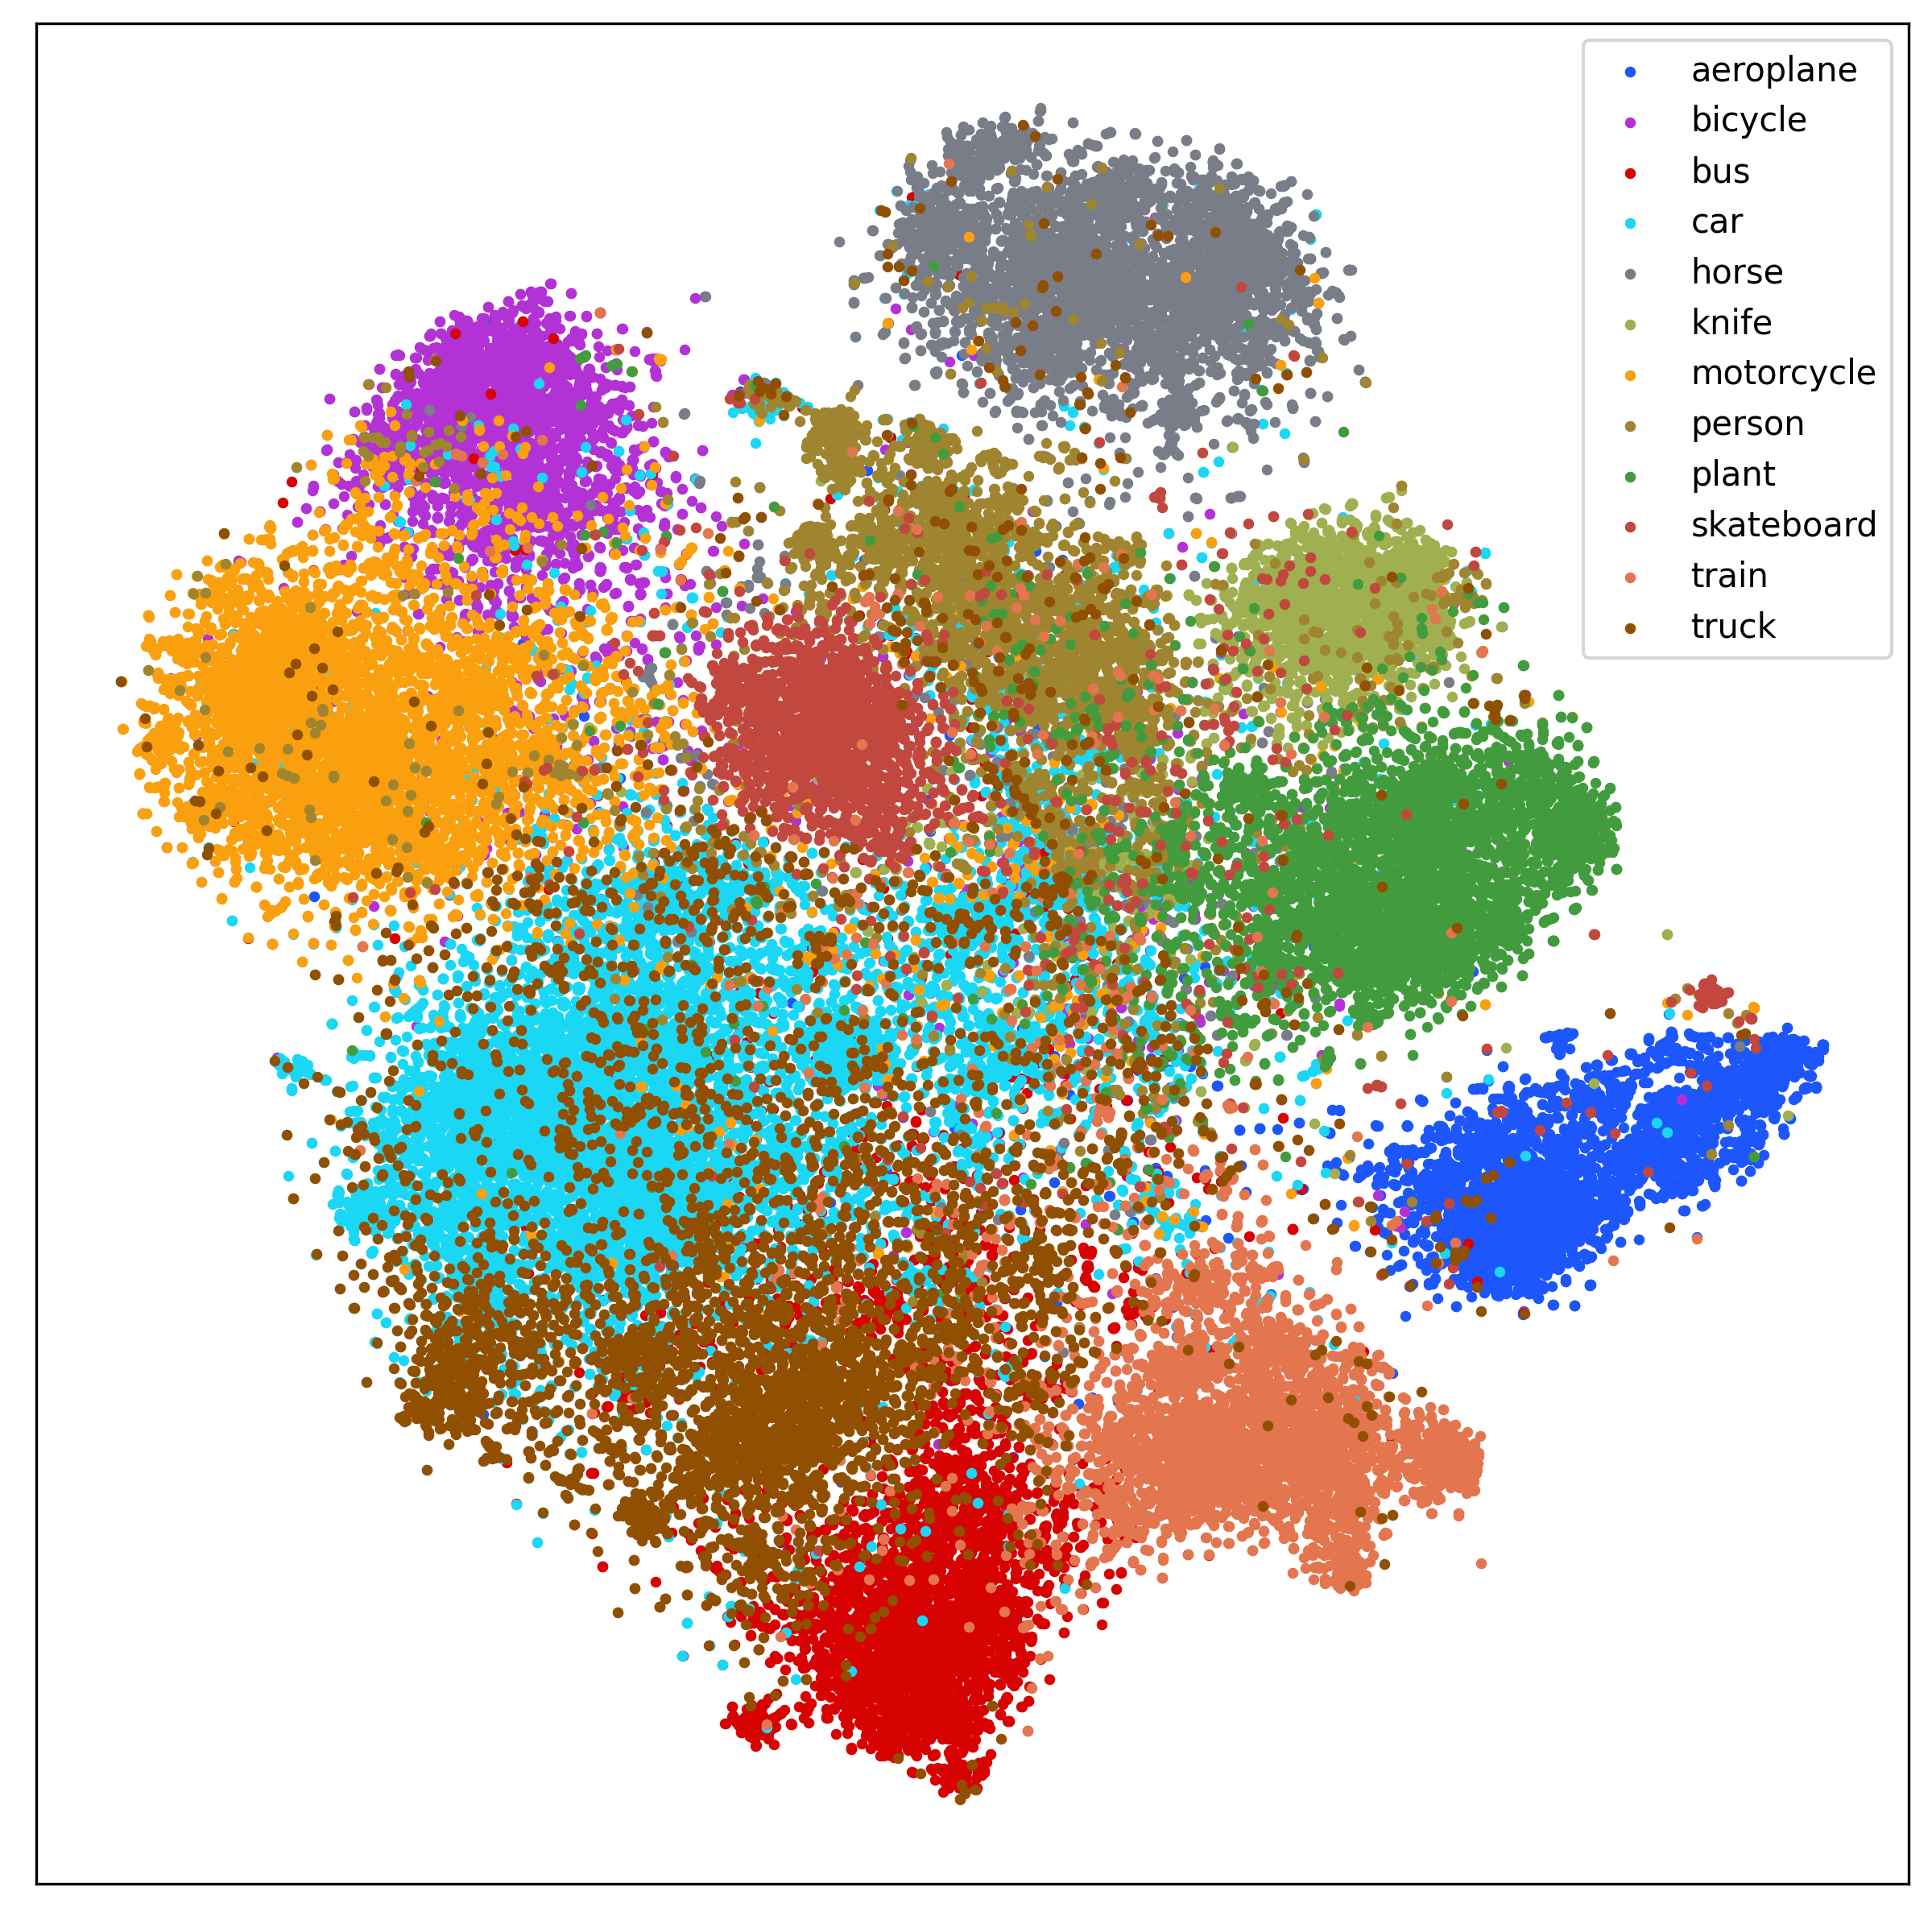 aeroplane
bicycle
bus
car
horse
knife
motorcycle
person
plant
skateboard
train
truck